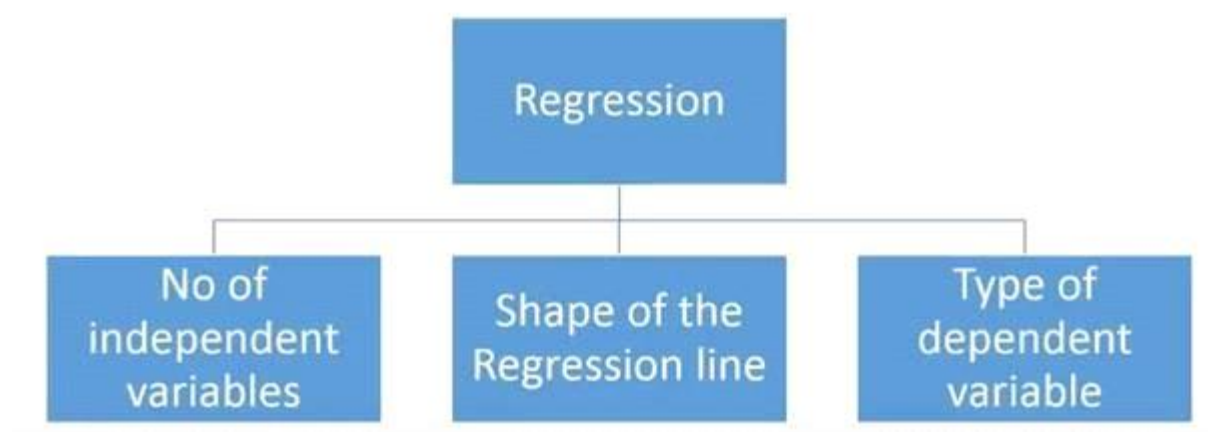 Regression
No of
independent
variables
Shape of the
Regression line
Type of
dependent
variable